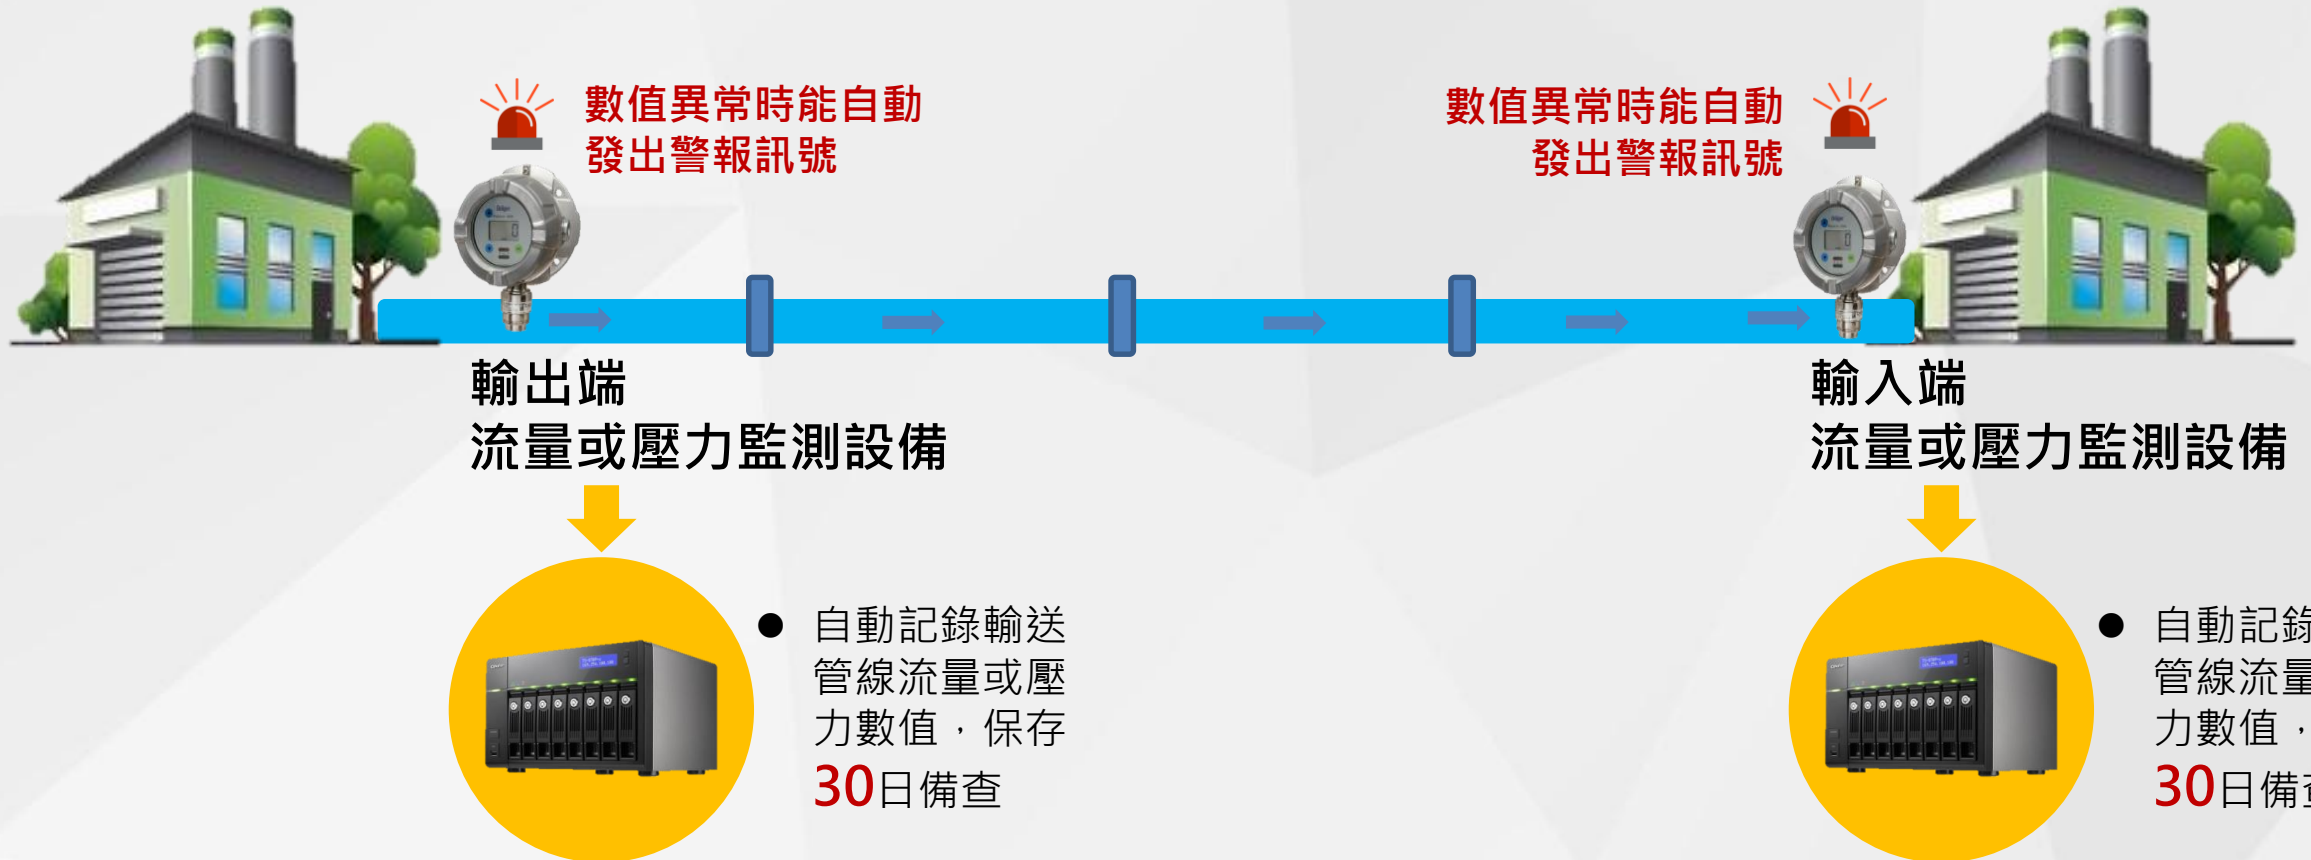 數值異常時能自動
發出警報訊號
數值異常時能自動
發出警報訊號
輸出端
流量或壓力監測設備
輸入端
流量或壓力監測設備
● 自動記錄輸送
管線流量或壓
力數值，保存
30日備查
● 自動記錄
管線流量
力數值，
30日備